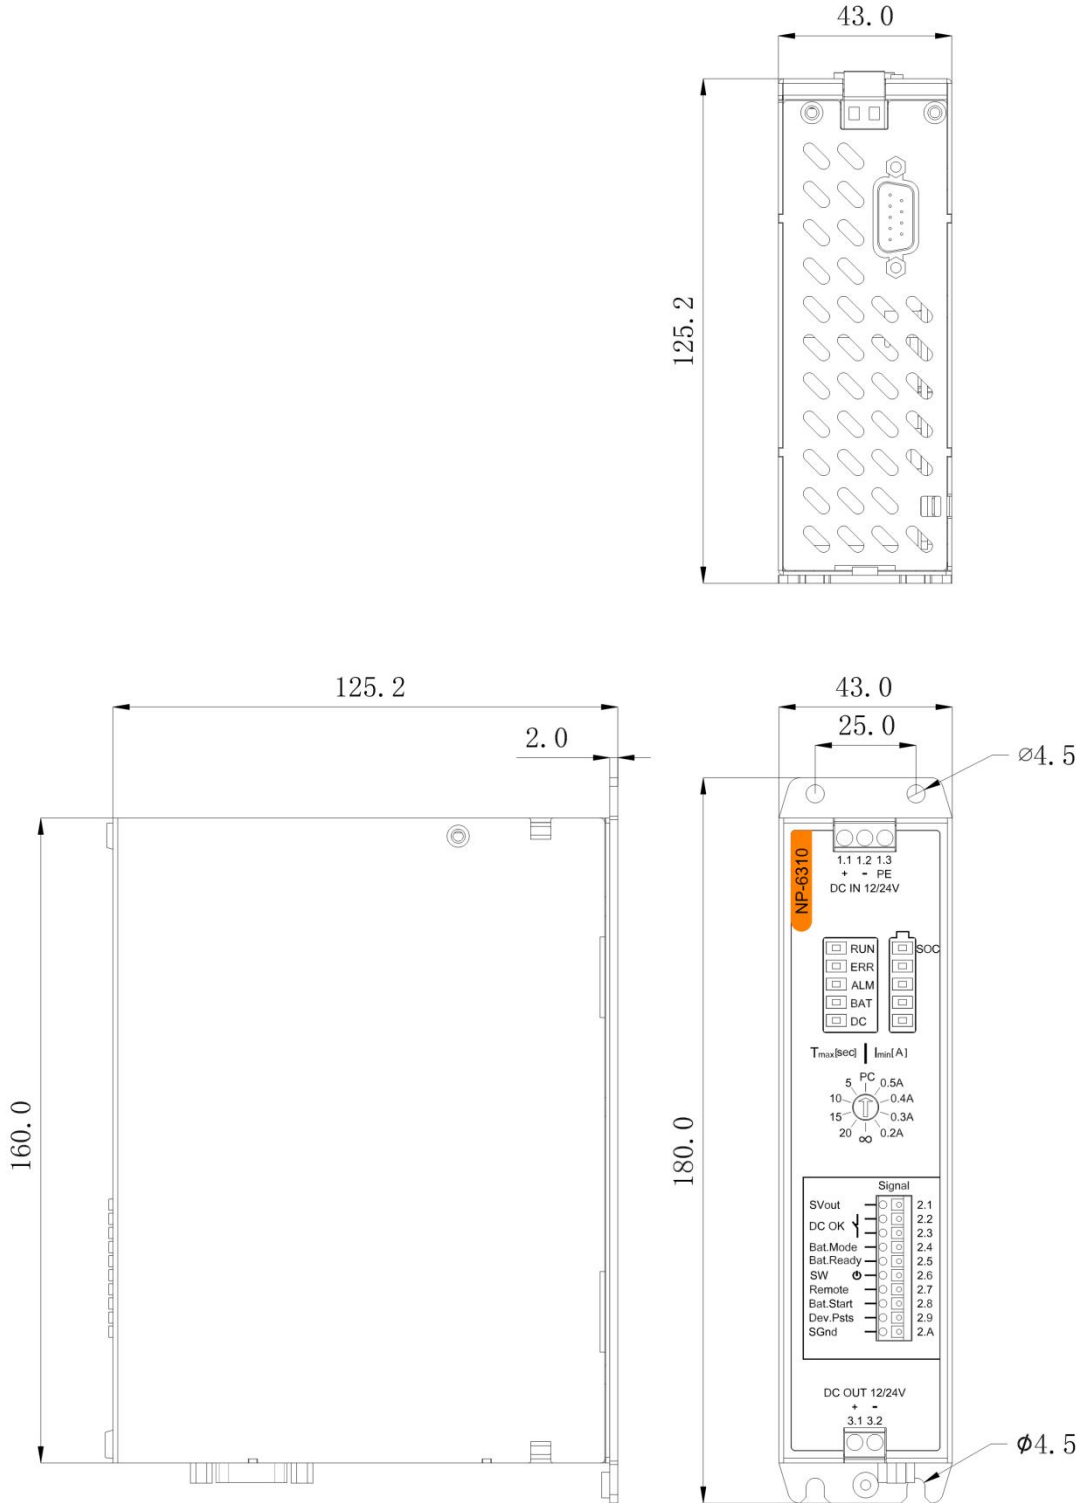 43.0
125.2
125.2
2.0
160.0
43.0
25.0
⌀4.5
180.0
NP-6310
1.1 1.2 1.3
+ - PE
DC IN 12/24V
RUN
ERR
ALM
BAT
DC
SOC
Tmax[sec] | Imin[A]
PC
5 0.5A
10 0.4A
15 0.3A
20 0.2A
∞
Signal
SVout 2.1
2.2
DC OK 2.3
Bat.Mode 2.4
Bat.Ready 2.5
SW 2.6
Remote 2.7
Bat.Start 2.8
Dev.Psts 2.9
SGnd 2.A
DC OUT 12/24V
+ -
3.1 3.2
ϕ4.5